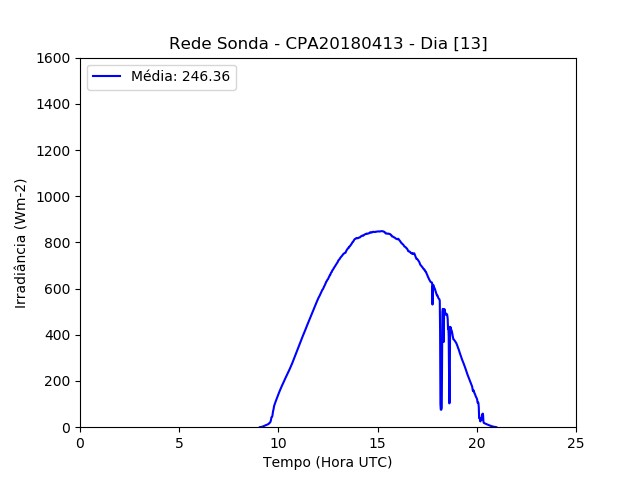 Rede Sonda - CPA20180413 - Dia [13]
1600
1400
1200
1000
800
600
400
200
0
Irradiância (Wm-2)
Média: 246.36
0 5 10 15 20 25
Tempo (Hora UTC)